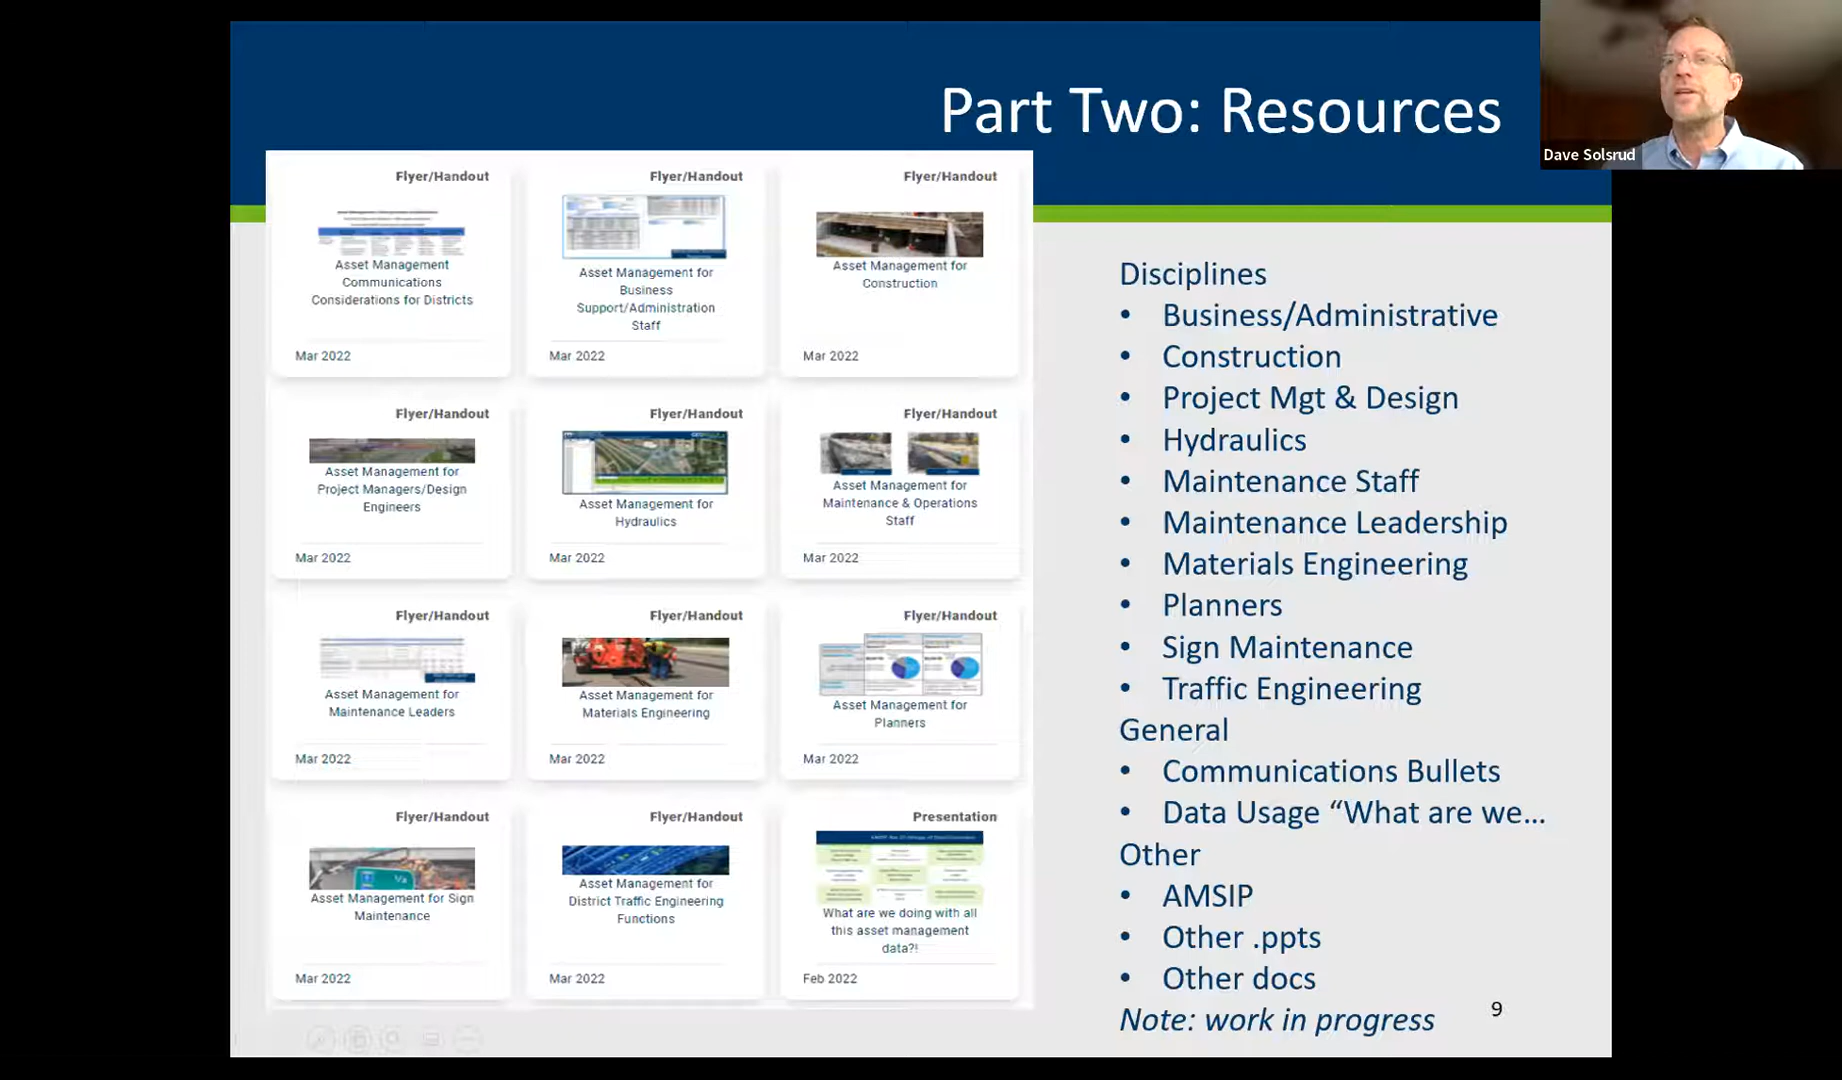 Part Two: Resources
Dave Solsrud
Flyer/Handout
Asset Management
Communications
Considerations for Districts
Mar 2022
Flyer/Handout
Asset Management for
Business
Support/Administration
Staff
Mar 2022
Flyer/Handout
Asset Management for
Construction
Mar 2022
Flyer/Handout
Asset Management for
Project Managers/Design
Engineers
Mar 2022
Flyer/Handout
Asset Management for
Hydraulics
Mar 2022
Flyer/Handout
Asset Management for
Maintenance & Operations
Staff
Mar 2022
Flyer/Handout
Asset Management for
Maintenance Leaders
Mar 2022
Flyer/Handout
Asset Management for
Materials Engineering
Mar 2022
Flyer/Handout
Asset Management for
Planners
Mar 2022
Flyer/Handout
Asset Management for Sign
Maintenance
Mar 2022
Flyer/Handout
Asset Management for
District Traffic Engineering
Functions
Mar 2022
Presentation
What are we doing with all
this asset management
data?!
Feb 2022
Disciplines
• Business/Administrative
• Construction
• Project Mgt & Design
• Hydraulics
• Maintenance Staff
• Maintenance Leadership
• Materials Engineering
• Planners
• Sign Maintenance
• Traffic Engineering
General
• Communications Bullets
• Data Usage “What are we…
Other
• AMSIP
• Other .ppts
• Other docs
Note: work in progress
9